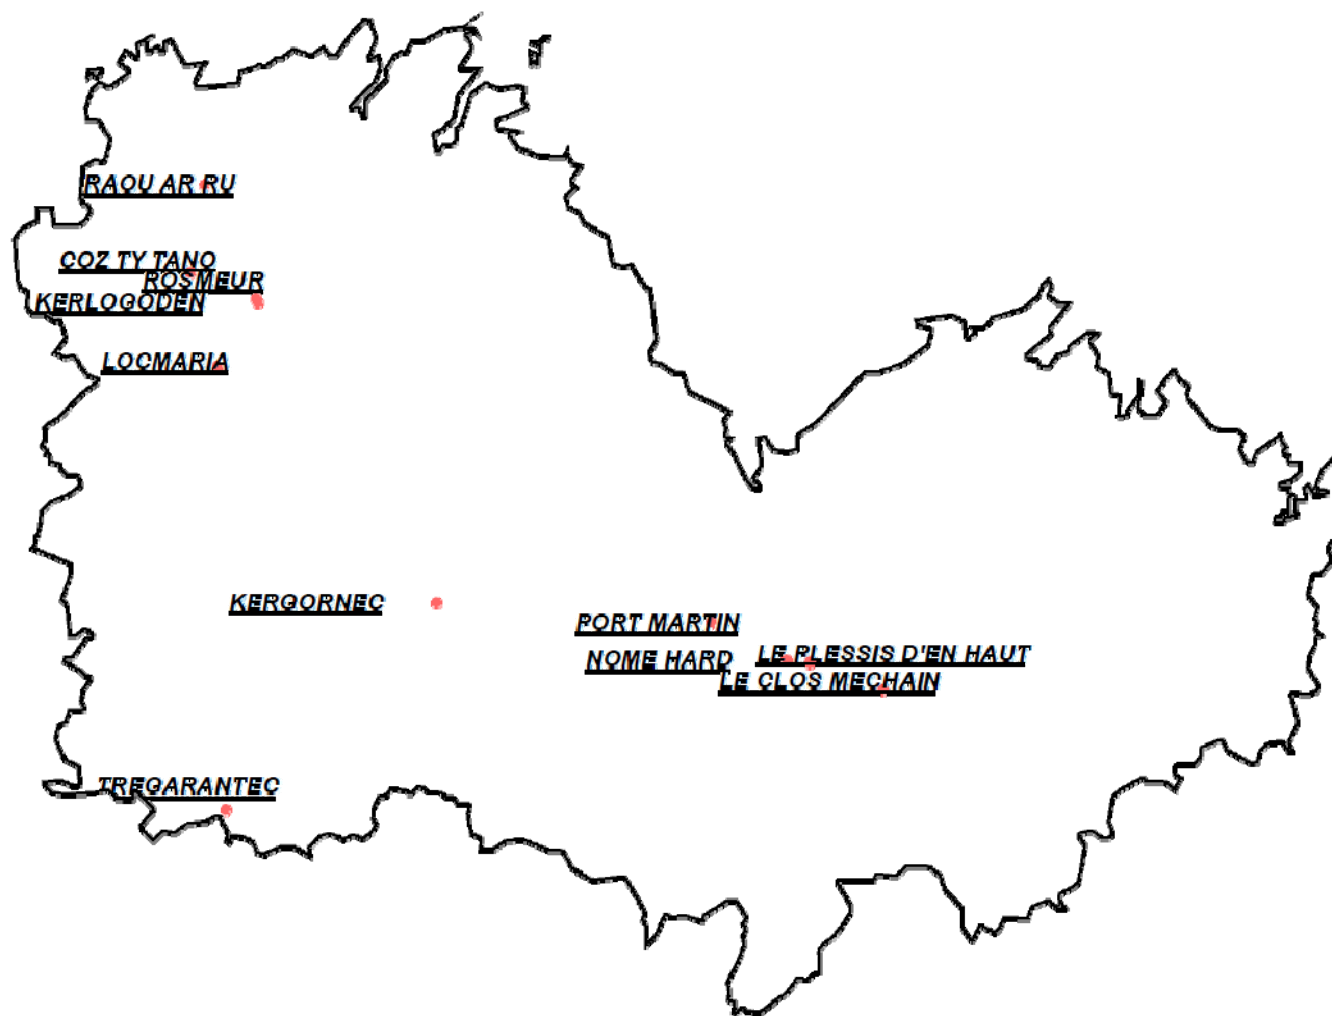 RAOU AR RU
COZ TY TANO
ROSMEUR
KERLOGODEN
LOCMARIA
KERGORNEC
PORT MARTIN
LE PLESSIS D'EN HAUT
NOME HARD
LE CLOS MECHAIN
TREGARANTEC